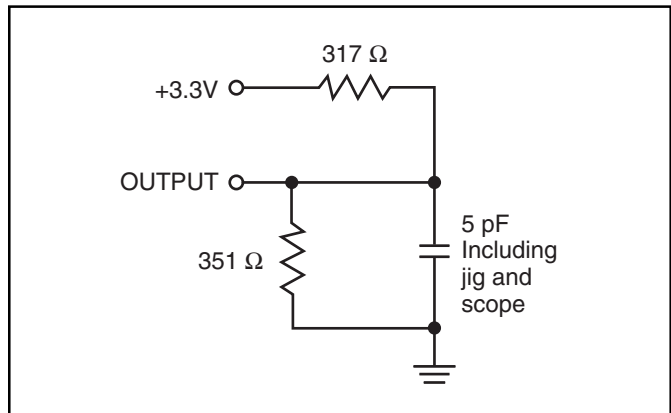 317 Ω
+3.3V
OUTPUT
351 Ω
5 pF
Including
jig and
scope